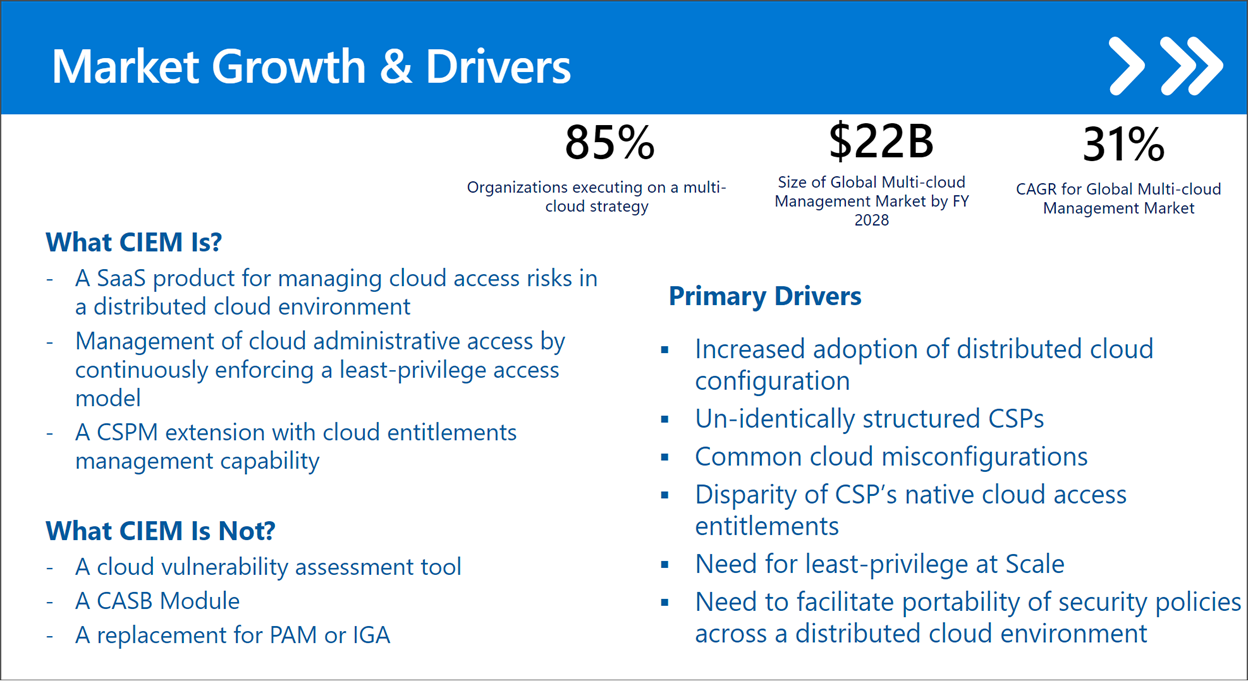 Market Growth & Drivers
85%
Organizations executing on a multi-
cloud strategy
$22B
Size of Global Multi-cloud
Management Market by FY
2028
31%
CAGR for Global Multi-cloud
Management Market
What CIEM Is?
- A SaaS product for managing cloud access risks in
a distributed cloud environment
- Management of cloud administrative access by
continuously enforcing a least-privilege access
model
- A CSPM extension with cloud entitlements
management capability
What CIEM Is Not?
- A cloud vulnerability assessment tool
- A CASB Module
- A replacement for PAM or IGA
Primary Drivers
▪ Increased adoption of distributed cloud
configuration
▪ Un-identically structured CSPs
▪ Common cloud misconfigurations
▪ Disparity of CSP’s native cloud access
entitlements
▪ Need for least-privilege at Scale
▪ Need to facilitate portability of security policies
across a distributed cloud environment